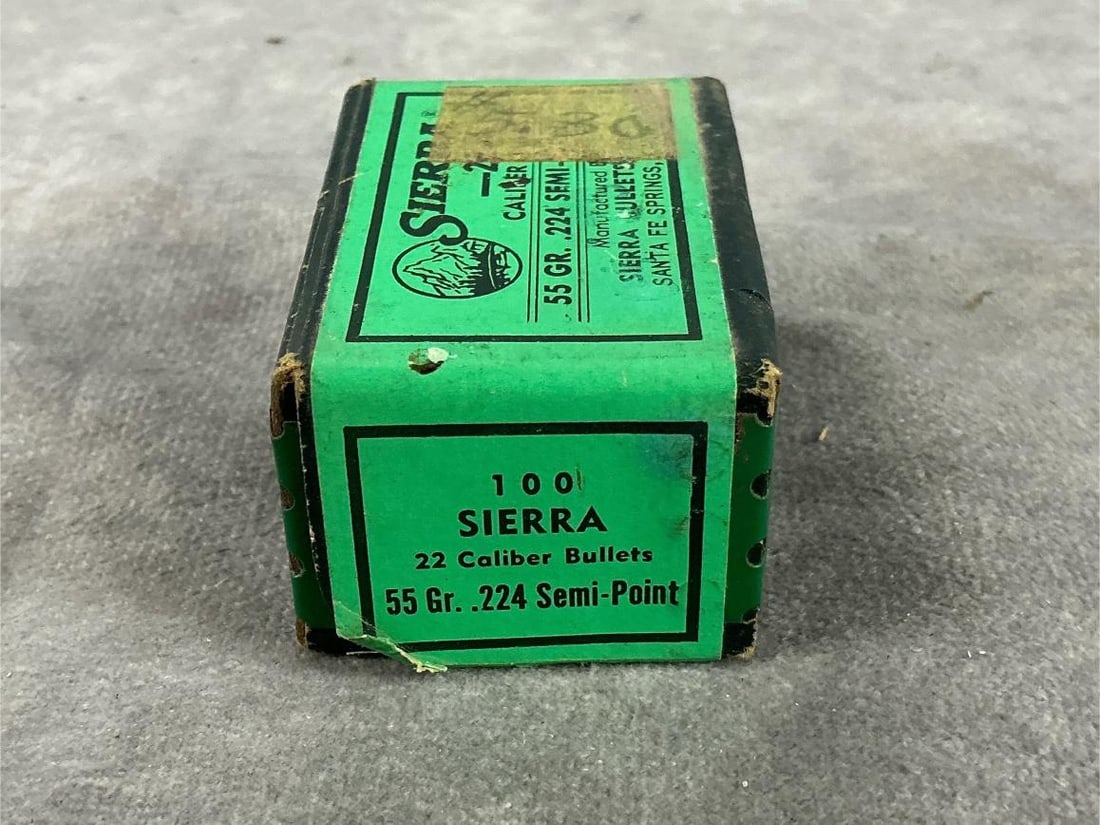 SIERRA®
CALIBER
55 GR. .224 SEMI-
Manufactured
SIERRA BULLETS
SANTA FE SPRINGS,
100
SIERRA
22 Caliber Bullets
55 Gr. .224 Semi-Point